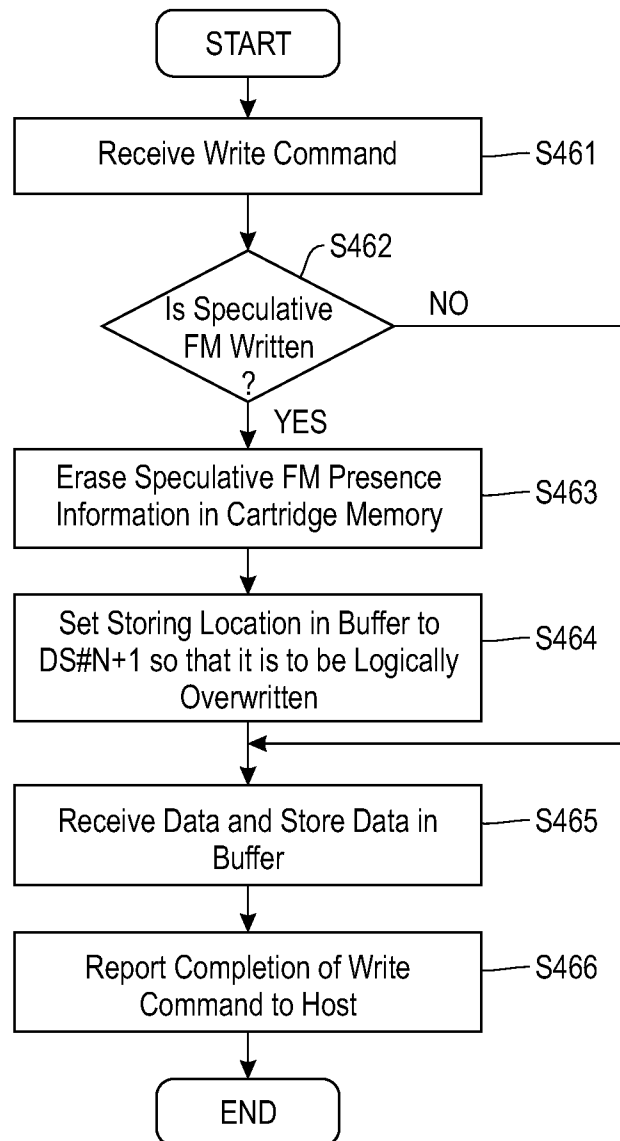 START
Receive Write Command
S461
S462
Is Speculative
FM Written
?
NO
YES
Erase Speculative FM Presence
Information in Cartridge Memory
S463
Set Storing Location in Buffer to
DS#N+1 so that it is to be Logically
Overwritten
S464
Receive Data and Store Data in
Buffer
S465
Report Completion of Write
Command to Host
S466
END